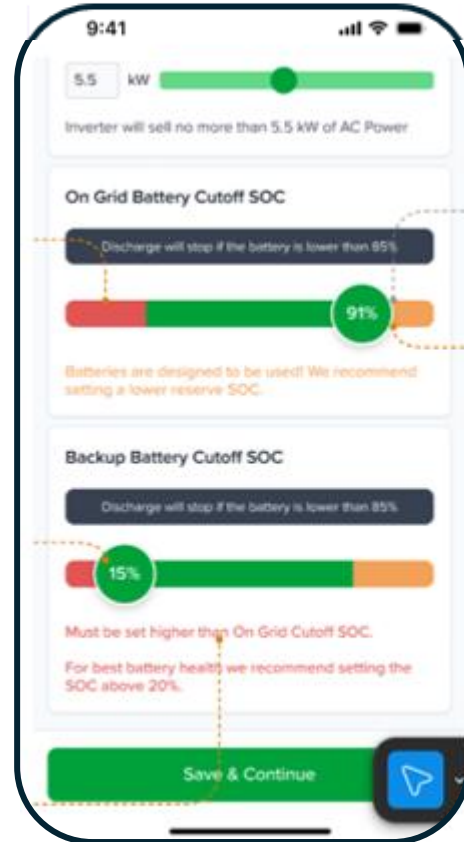 9:41
5.5 kW
Inverter will sell no more than 5.5 kW of AC Power
On Grid Battery Cutoff SOC
Discharge will stop if the battery is lower than 85%
91%
Batteries are designed to be used! We recommend
setting a lower reserve SOC.
Backup Battery Cutoff SOC
Discharge will stop if the battery is lower than 85%
15%
Must be set higher than On Grid Cutoff SOC.
For best battery health we recommend setting the
SOC above 20%.
Save & Continue